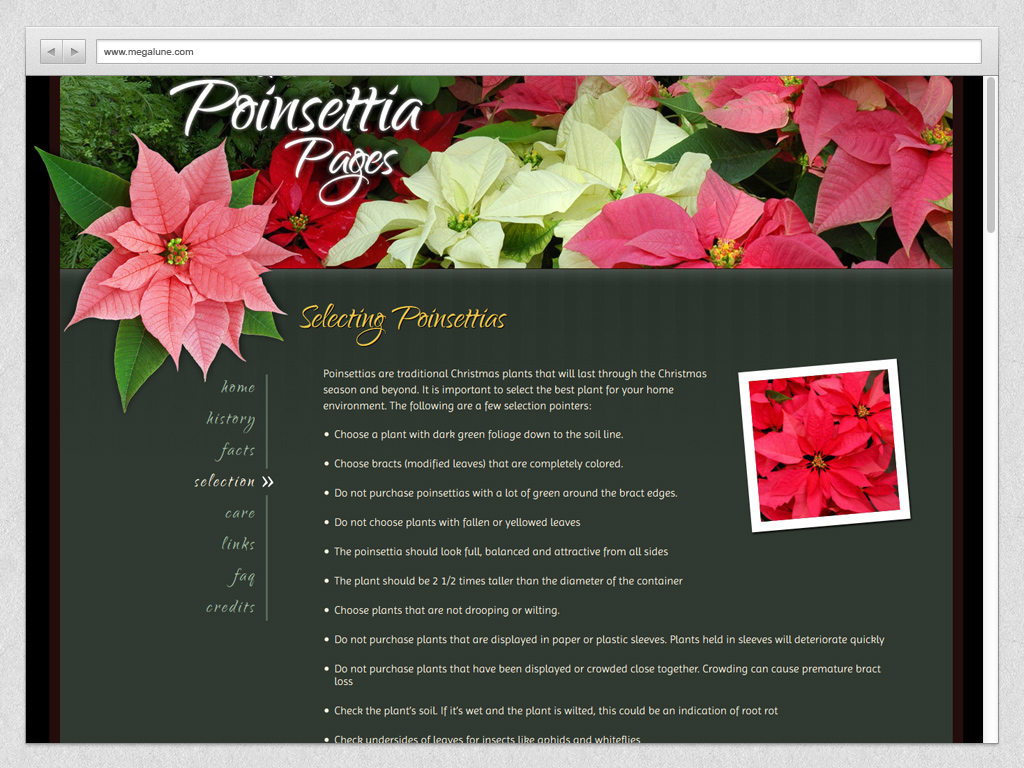 www.megalune.com
Poinsettia
Pages
Selecting Poinsettias
home
history
facts
selection »
care
links
faq
credits
Poinsettias are traditional Christmas plants that will last through the Christmas
season and beyond. It is important to select the best plant for your home
environment. The following are a few selection pointers:
• Choose a plant with dark green foliage down to the soil line.
• Choose bracts (modified leaves) that are completely colored.
• Do not purchase poinsettias with a lot of green around the bract edges.
• Do not choose plants with fallen or yellowed leaves
• The poinsettia should look full, balanced and attractive from all sides
• The plant should be 2 1/2 times taller than the diameter of the container
• Choose plants that are not drooping or wilting.
• Do not purchase plants that are displayed in paper or plastic sleeves. Plants held in sleeves will deteriorate quickly
• Do not purchase plants that have been displayed or crowded close together. Crowding can cause premature bract
loss
• Check the plant's soil. If it's wet and the plant is wilted, this could be an indication of root rot
• Check undersides of leaves for insects like aphids and whiteflies